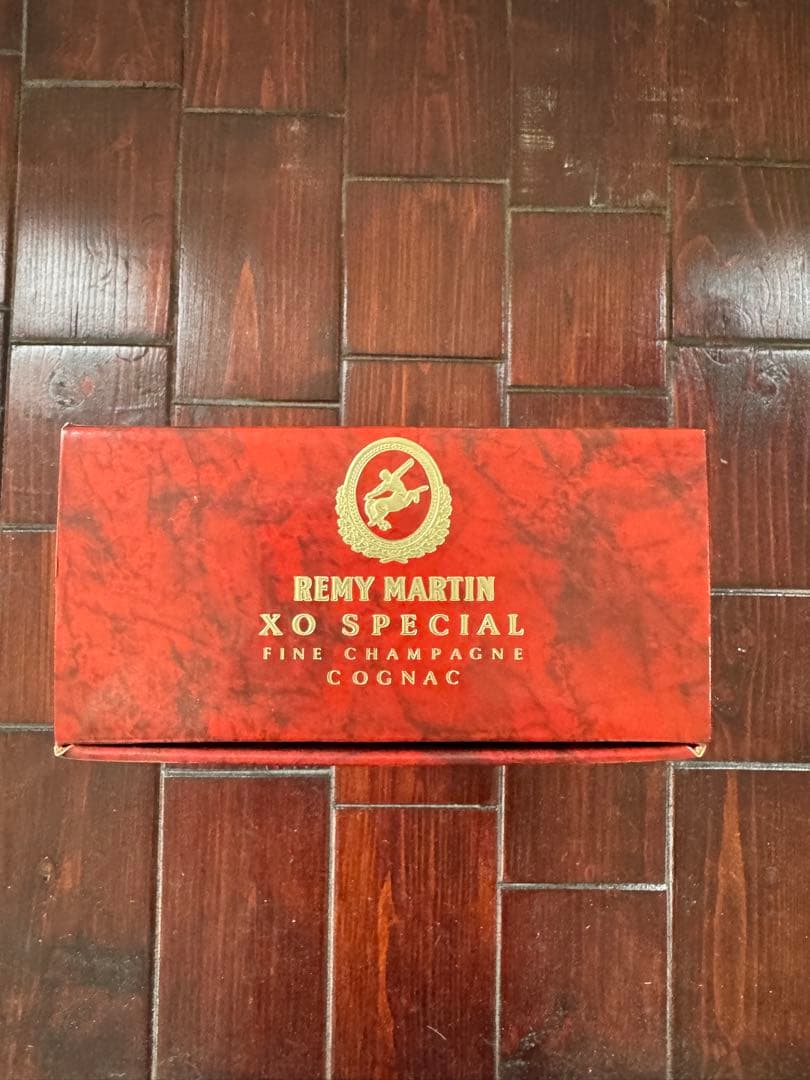 REMY MARTIN
XO SPECIAL
FINE CHAMPAGNE
COGNAC